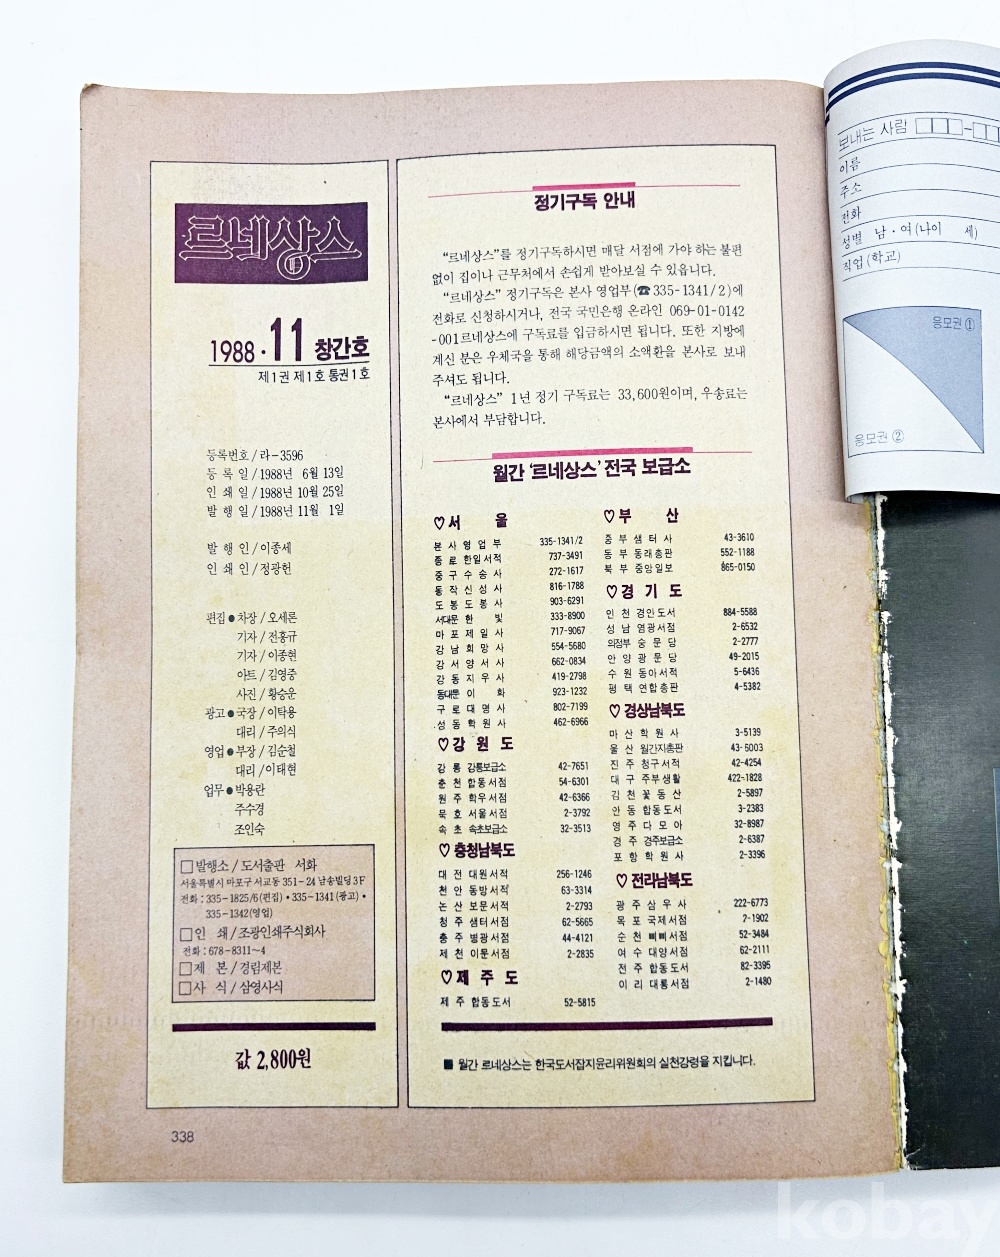 르네상스
1988 · 11 창간호
제1권 제1호 통권1호
등록번호/라-3596
등 록 일/1988년 6월 13일
인 쇄 일/1988년 10월 25일
발 행 일/1988년 11월 1일
발 행 인/이종세
인 쇄 인/정광헌
편집●차장/오세론
기자/전홍규
기자/이종현
아트/김영중
사진/황승운
광고●국장/이탁용
대리/주의식
영업●부장/김순철
대리/이태현
업무●박용란
주수경
조인숙
□발행소/도서출판 서화
서울특별시 마포구 서교동 351-24 남송빌딩 3F
전화 : 335-1825/6(편집)•335-1341(광고)•
335-1342(영업)
□인 쇄/조광인쇄주식회사
전화 : 678-8311~4
□제 본/경림제본
□사 식/삼영사식
값 2,800원
338
정기구독 안내
“르네상스”를 정기구독하시면 매달 서점에 가야 하는 불편
없이 집이나 근무처에서 손쉽게 받아보실 수 있읍니다.
“르네상스” 정기구독은 본사 영업부(☎335-1341/2)에
전화로 신청하시거나, 전국 국민은행 온라인 069-01-0142
-001르네상스에 구독료를 입금하시면 됩니다. 또한 지방에
계신 분은 우체국을 통해 해당금액의 소액환을 본사로 보내
주셔도 됩니다.
“르네상스” 1년 정기 구독료는 33,600원이며, 우송료는
본사에서 부담합니다.
월간 ‘르네상스’ 전국 보급소
♡서 울
본 사 영 업 부 335-1341/2
종 로 한일서적 737-3491
중 구 수 송 사 272-1617
동 작 신 성 사 816-1788
도 봉 도 봉 사 903-6291
서대문 한 빛 333-8900
마 포 제 일 사 717-9067
강 남 희 망 사 554-5680
강 서 양 서 사 662-0834
강 동 지 우 사 419-2798
동대문 이 화 923-1232
구 로 대 명 사 802-7199
성 동 학 원 사 462-6966
♡강 원 도
강 릉 강릉보급소 42-7651
춘 천 합동서점 54-6301
원 주 학우서점 42-6366
묵 호 서울서점 2-3792
속 초 속초보급소 32-3513
♡충청남북도
대 전 대원서적 256-1246
천 안 동방서적 63-3314
논 산 보문서적 2-2793
청 주 샘터서점 62-5665
충 주 병광서점 44-4121
제 천 이문서점 2-2835
♡제 주 도
제 주 합동도서 52-5815
♡부 산
중 부 샘 터 사 43-3610
동 부 동래총판 552-1188
북 부 중앙일보 865-0150
♡경 기 도
인 천 경인도서 884-5588
성 남 영광서점 2-6532
의정부 숭 문 당 2-2777
안 양 광 문 당 49-2015
수 원 동아서적 5-6436
평 택 연합총판 4-5382
♡경상남북도
마 산 학 원 사 3-5139
울 산 월간지총판 43-6003
진 주 청구서적 42-4254
대 구 주부생활 422-1828
김 천 꽃 동 산 2-5897
안 동 합동도서 3-2383
영 주 다 모 아 32-8987
경 주 경주보급소 2-6387
포 항 학 원 사 2-3396
♡전라남북도
광 주 삼 우 사 222-6773
목 포 국제서점 2-1902
순 천 삐삐서점 52-3484
여 수 대양서점 62-2111
전 주 합동도서 82-3395
이 리 대통서점 2-1480
■ 월간 르네상스는 한국도서잡지윤리위원회의 실천강령을 지킵니다.
보내는 사람 □□□-□□
이름
주소
전화
성별 남·여(나이 세)
직업(학교)
응모권 ①
응모권 ②
kobay